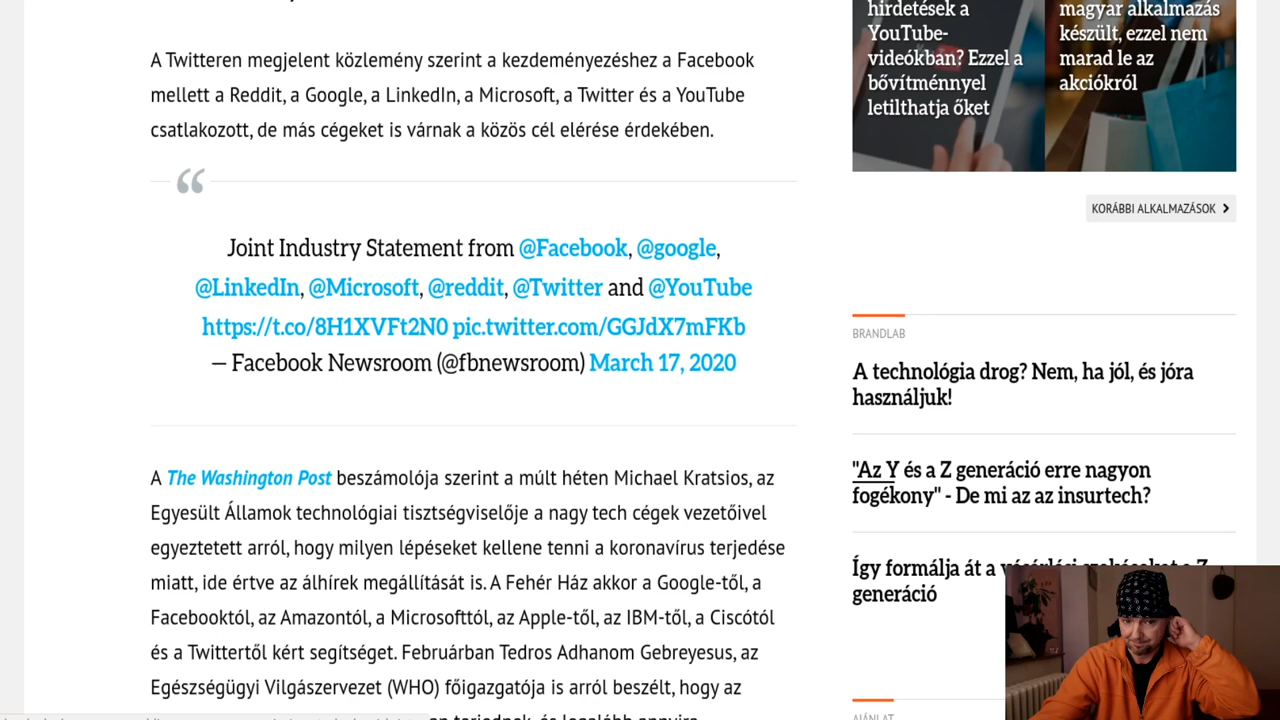 A Twitteren megjelent közlemény szerint a kezdeményezéshez a Facebook
mellett a Reddit, a Google, a LinkedIn, a Microsoft, a Twitter és a YouTube
csatlakozott, de más cégeket is várnak a közös cél elérése érdekében.
“
Joint Industry Statement from @Facebook, @google,
@LinkedIn, @Microsoft, @reddit, @Twitter and @YouTube
https://t.co/8H1XVFt2N0 pic.twitter.com/GGJdX7mFKb
— Facebook Newsroom (@fbnewsroom) March 17, 2020
A The Washington Post beszámolója szerint a múlt héten Michael Kratsios, az
Egyesült Államok technológiai tisztségviselője a nagy tech cégek vezetőivel
egyeztetett arról, hogy milyen lépéseket kellene tenni a koronavírus terjedése
miatt, ide értve az álhírek megállítását is. A Fehér Ház akkor a Google-től, a
Facebooktól, az Amazontól, a Microsofttól, az Apple-től, az IBM-től, a Ciscótól
és a Twittertől kért segítséget. Februárban Tedros Adhanom Gebreyesus, az
Egészségügyi Vilgászervezet (WHO) főigazgatója is arról beszélt, hogy az
hirdetések a
YouTube-
videókban? Ezzel a
bővítménnyel
letilthatja őket
magyar alkalmazás
készült, ezzel nem
marad le az
akciókról
KORÁBBI ALKALMAZÁSOK
BRANDLAB
A technológia drog? Nem, ha jól, és jóra
használjuk!
"Az Y és a Z generáció erre nagyon
fogékony" - De mi az az insurtech?
Így formálja át a
generáció